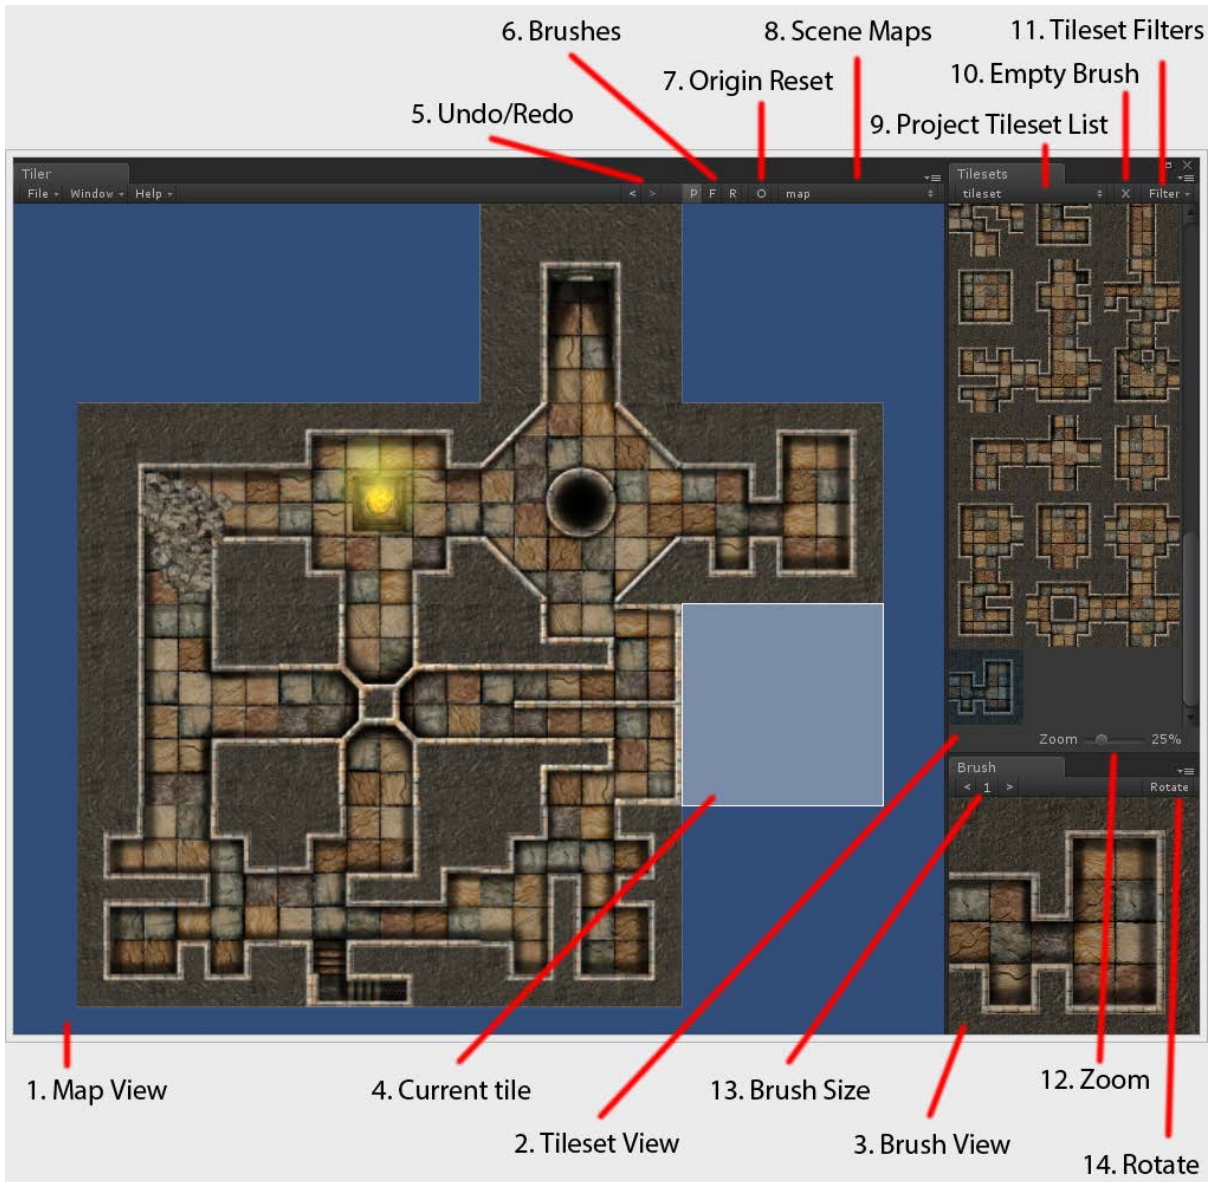 6. Brushes
8. Scene Maps
11. Tileset Filters
7. Origin Reset
10. Empty Brush
5. Undo/Redo
9. Project Tileset List
Tiler
File Window Help
< > P F R O map
Tilesets
tileset X Filter
Zoom 25%
Brush
< 1 > Rotate
1. Map View
4. Current tile
13. Brush Size
12. Zoom
2. Tileset View
3. Brush View
14. Rotate